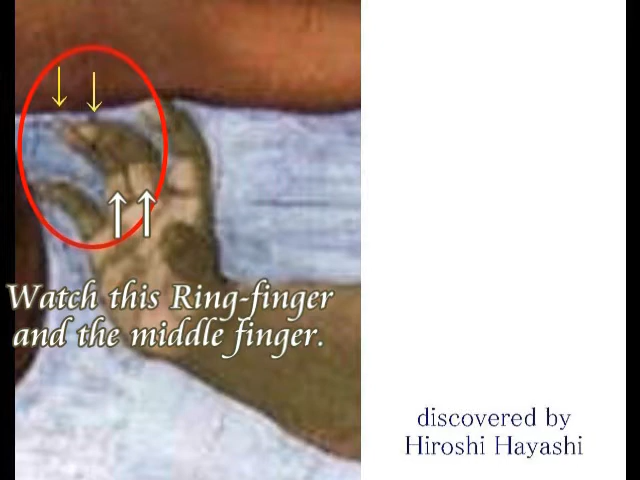 Watch this Ring-finger
and the middle finger.
discovered by
Hiroshi Hayashi